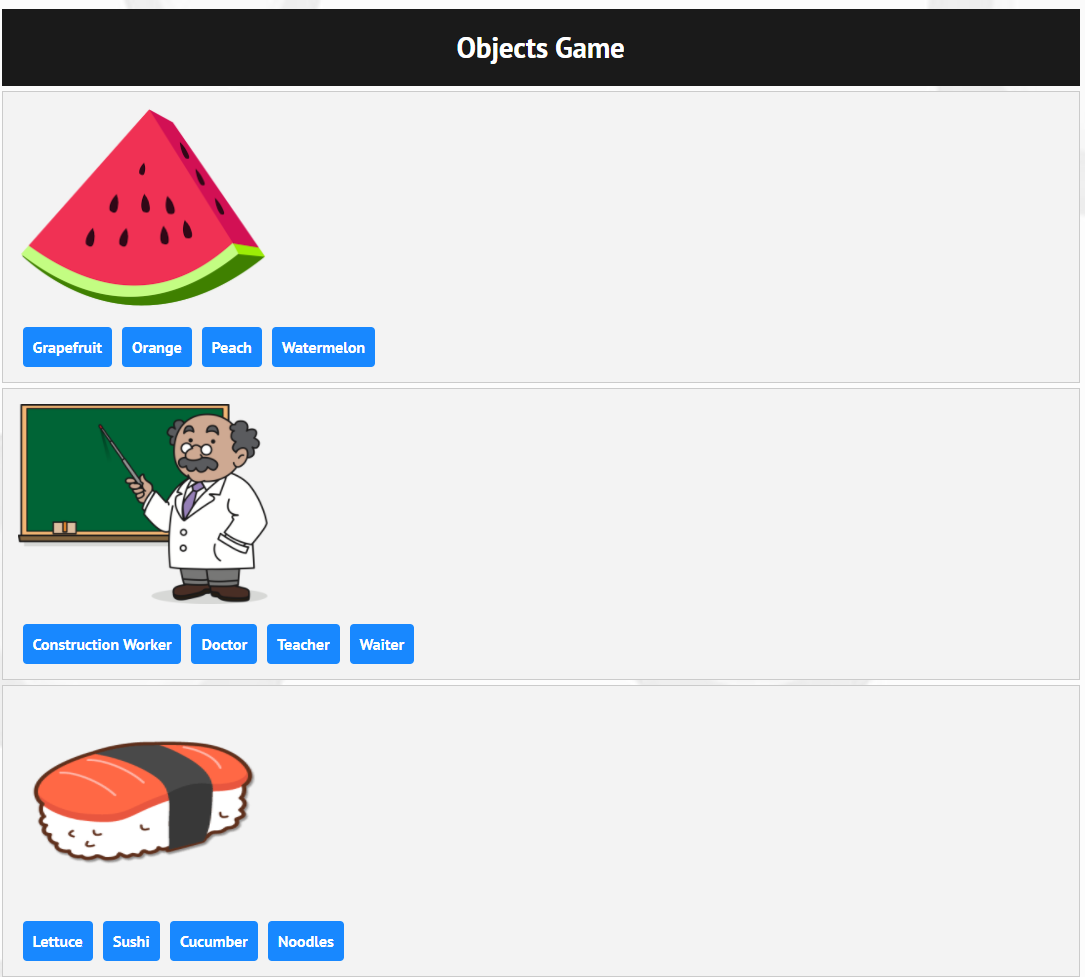 Objects Game
Grapefruit Orange Peach Watermelon
Construction Worker Doctor Teacher Waiter
Lettuce Sushi Cucumber Noodles